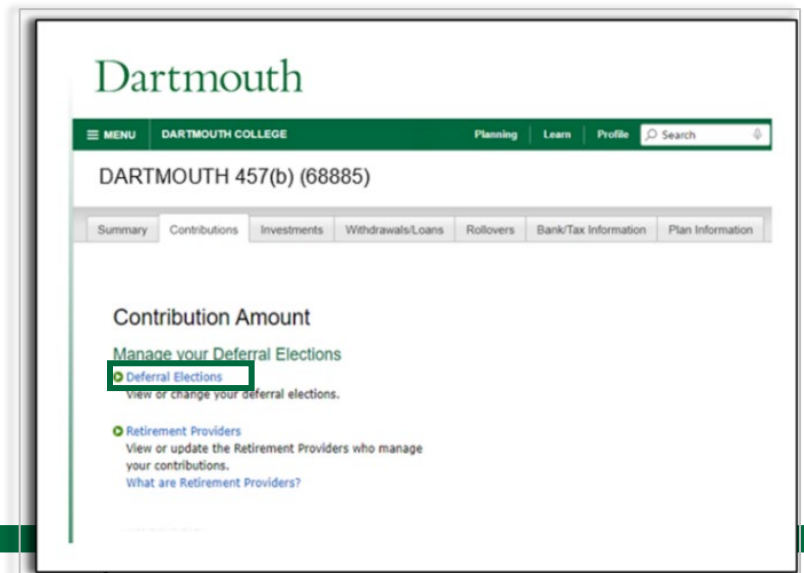 Dartmouth
MENU DARTMOUTH COLLEGE Planning Learn Profile Search
DARTMOUTH 457(b) (68885)
Summary Contributions Investments Withdrawals/Loans Rollovers Bank/Tax Information Plan Information
Contribution Amount
Manage your Deferral Elections
Deferral Elections
View or change your deferral elections.
Retirement Providers
View or update the Retirement Providers who manage
your contributions.
What are Retirement Providers?